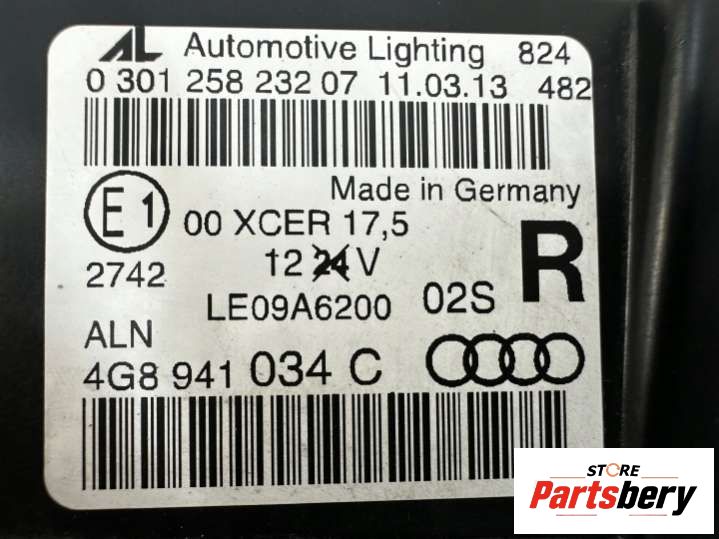 AL Automotive Lighting 824
0 301 258 232 07 11.03.13 482
Made in Germany
E1 00 XCER 17,5
2742 12 24 V R
LE09A6200 02S
ALN
4G8 941 034 C
STORE
Partsbery